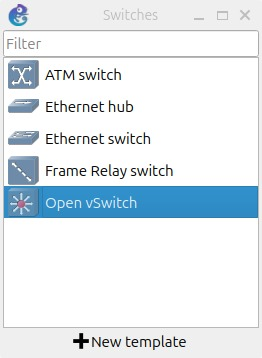 Switches
Filter
ATM switch
Ethernet hub
Ethernet switch
Frame Relay switch
Open vSwitch
New template